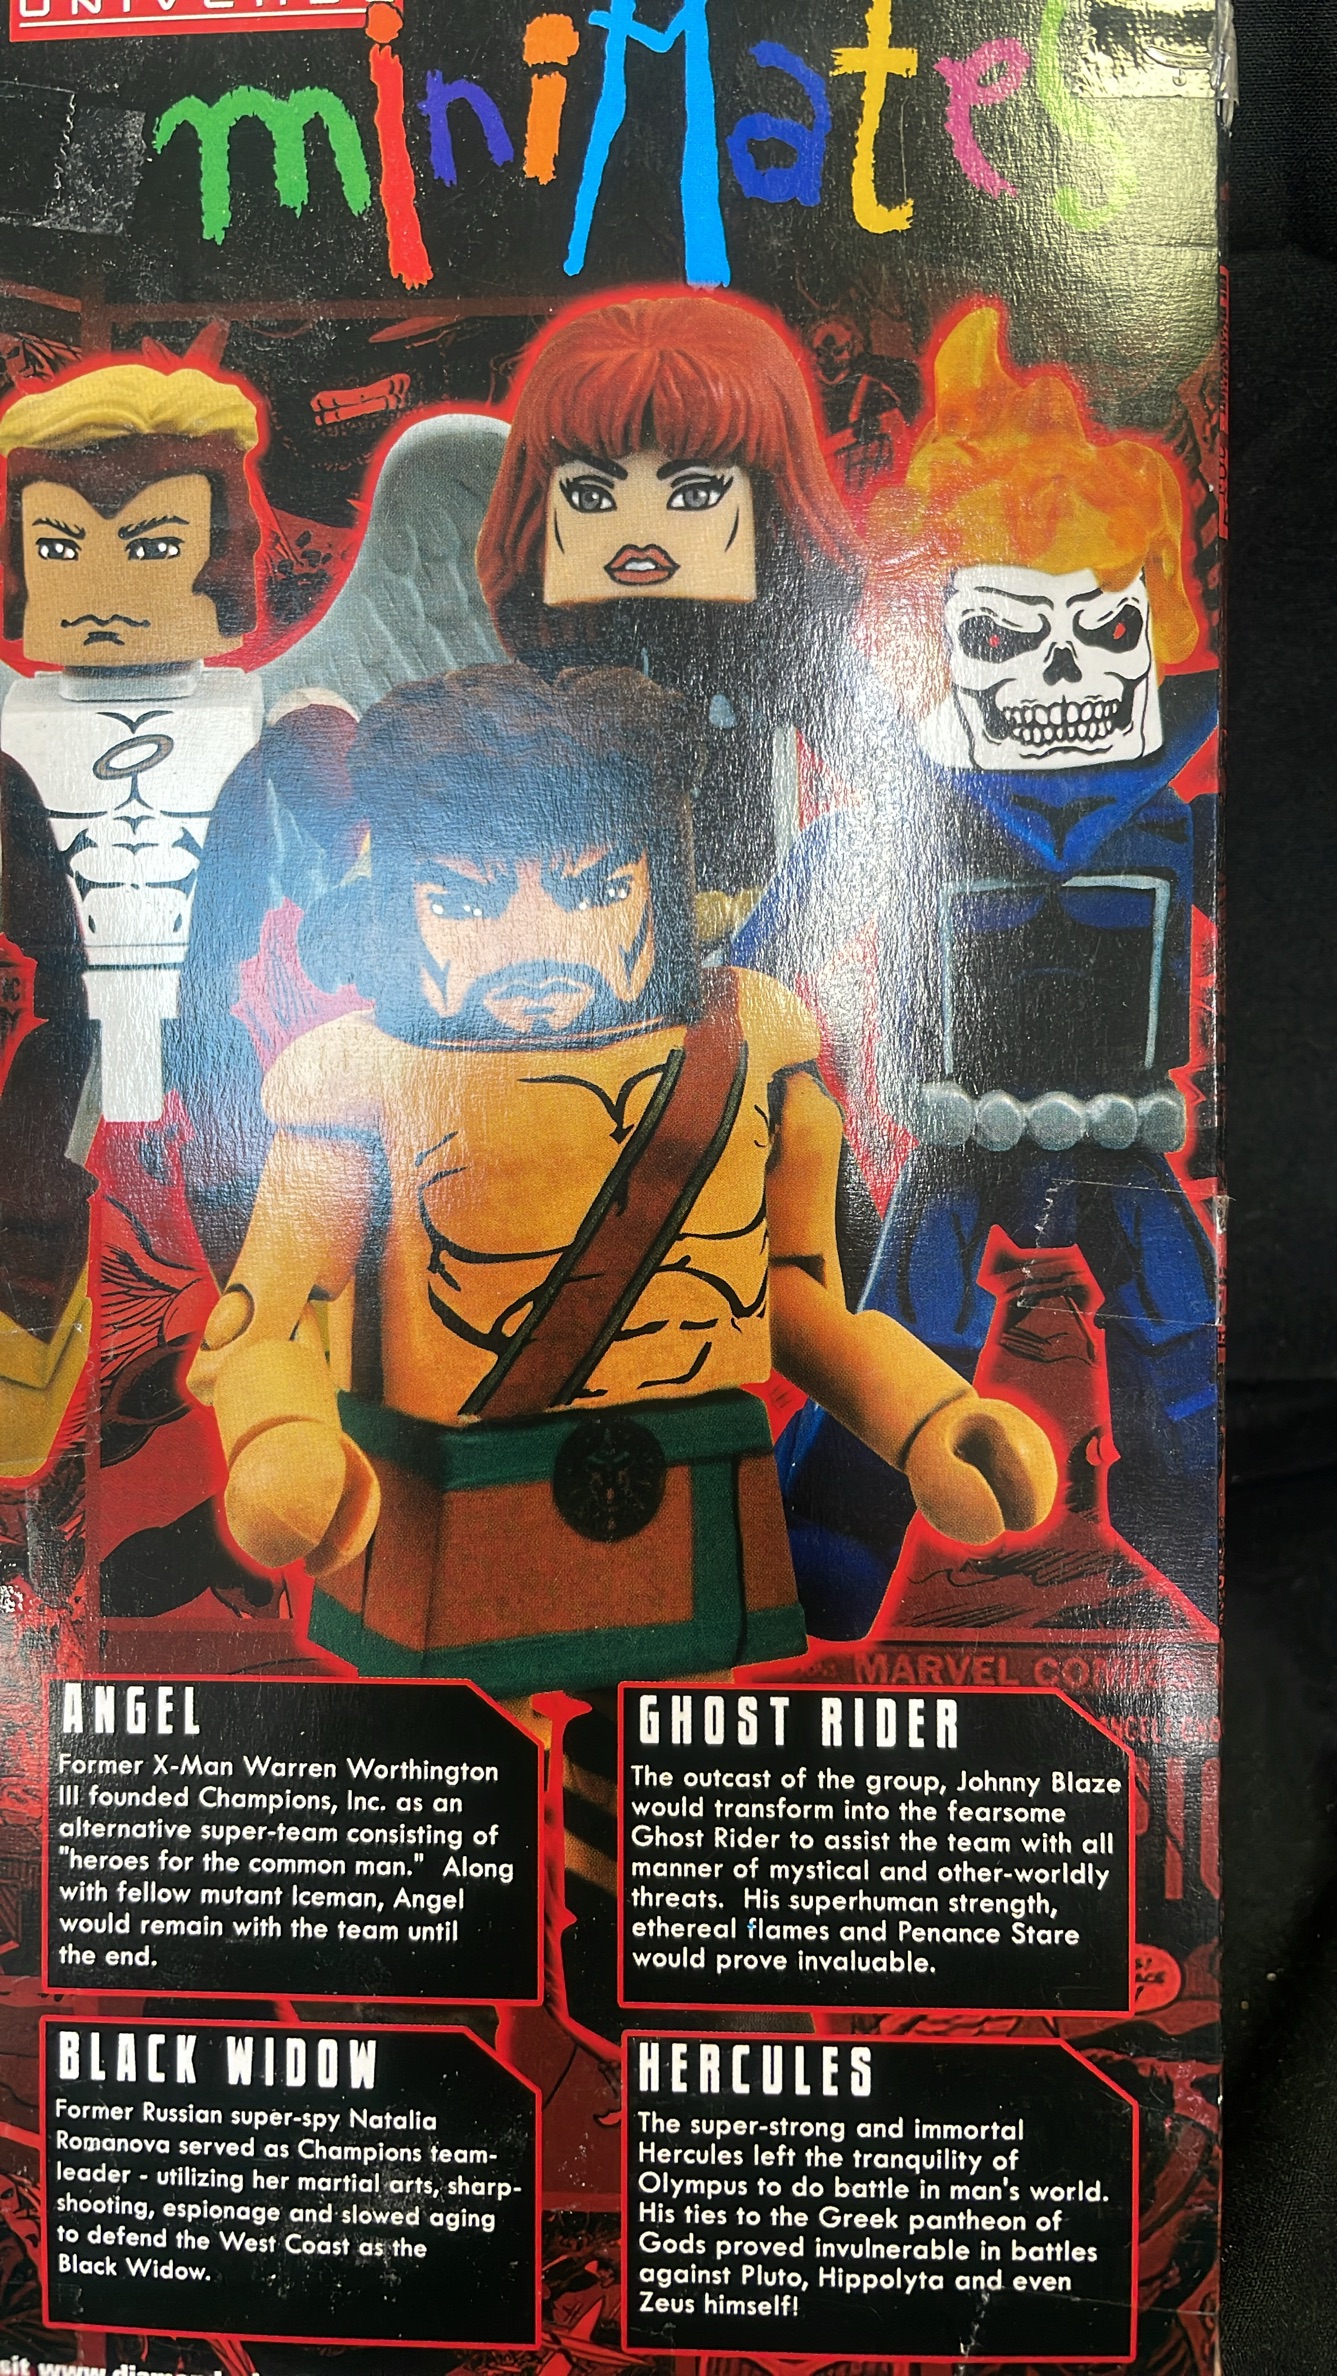 miniMates
ANGEL
Former X-Man Warren Worthington
III founded Champions, Inc. as an
alternative super-team consisting of
"heroes for the common man."  Along
with fellow mutant Iceman, Angel
would remain with the team until
the end.
MARVEL COMICS
GHOST RIDER
The outcast of the group, Johnny Blaze
would transform into the fearsome
Ghost Rider to assist the team with all
manner of mystical and other-worldly
threats.  His superhuman strength,
ethereal flames and Penance Stare
would prove invaluable.
BLACK WIDOW
Former Russian super-spy Natalia
Romanova served as Champions team-
leader - utilizing her martial arts, sharp-
shooting, espionage and slowed aging
to defend the West Coast as the
Black Widow.
HERCULES
The super-strong and immortal
Hercules left the tranquility of
Olympus to do battle in man's world.
His ties to the Greek pantheon of
Gods proved invulnerable in battles
against Pluto, Hippolyta and even
Zeus himself!